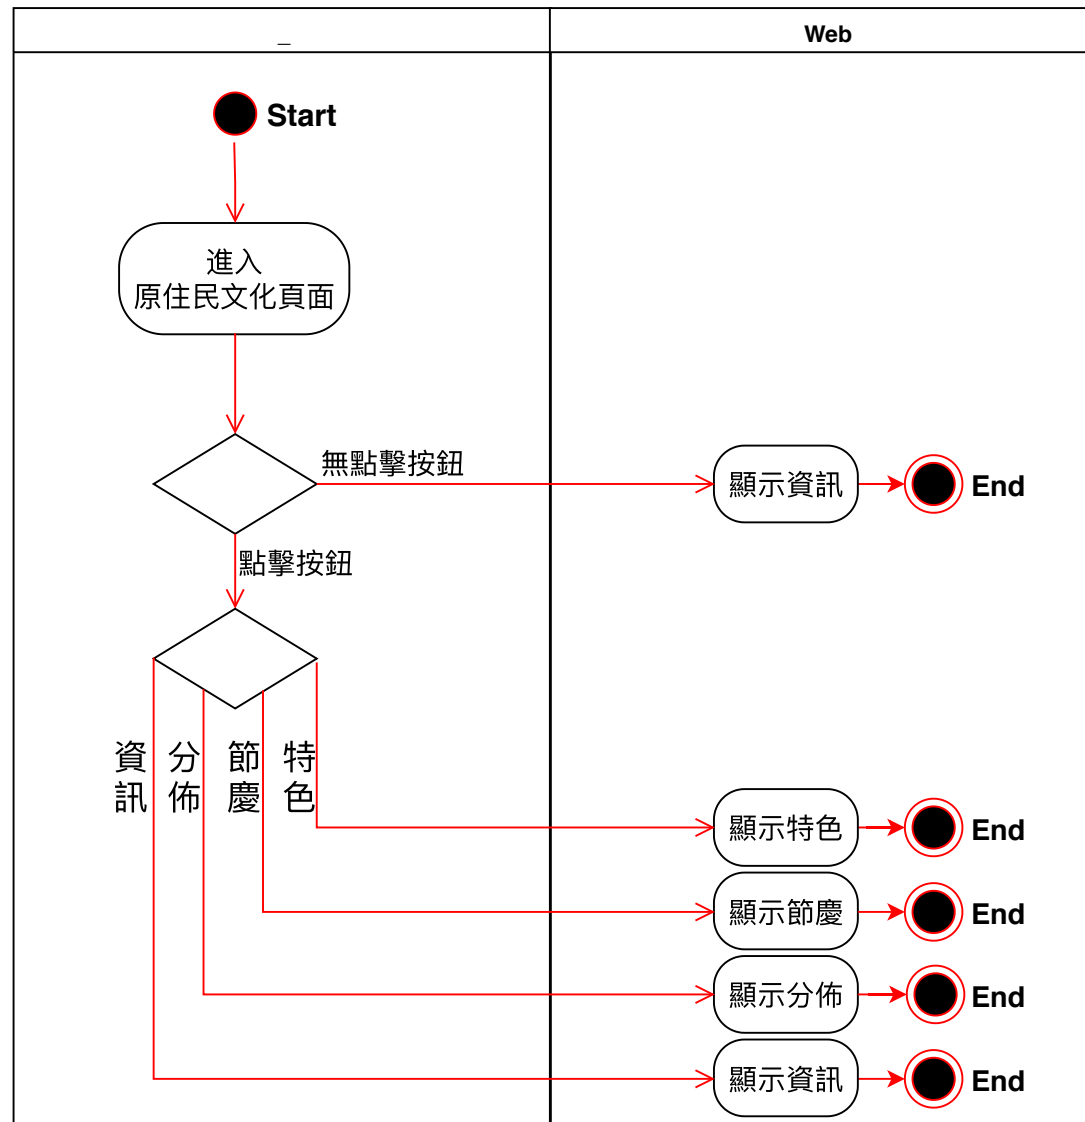 _
Web
Start
進入
原住民文化頁面
無點擊按鈕
顯示資訊
End
點擊按鈕
資訊
分佈
節慶
特色
顯示特色
End
顯示節慶
End
顯示分佈
End
顯示資訊
End